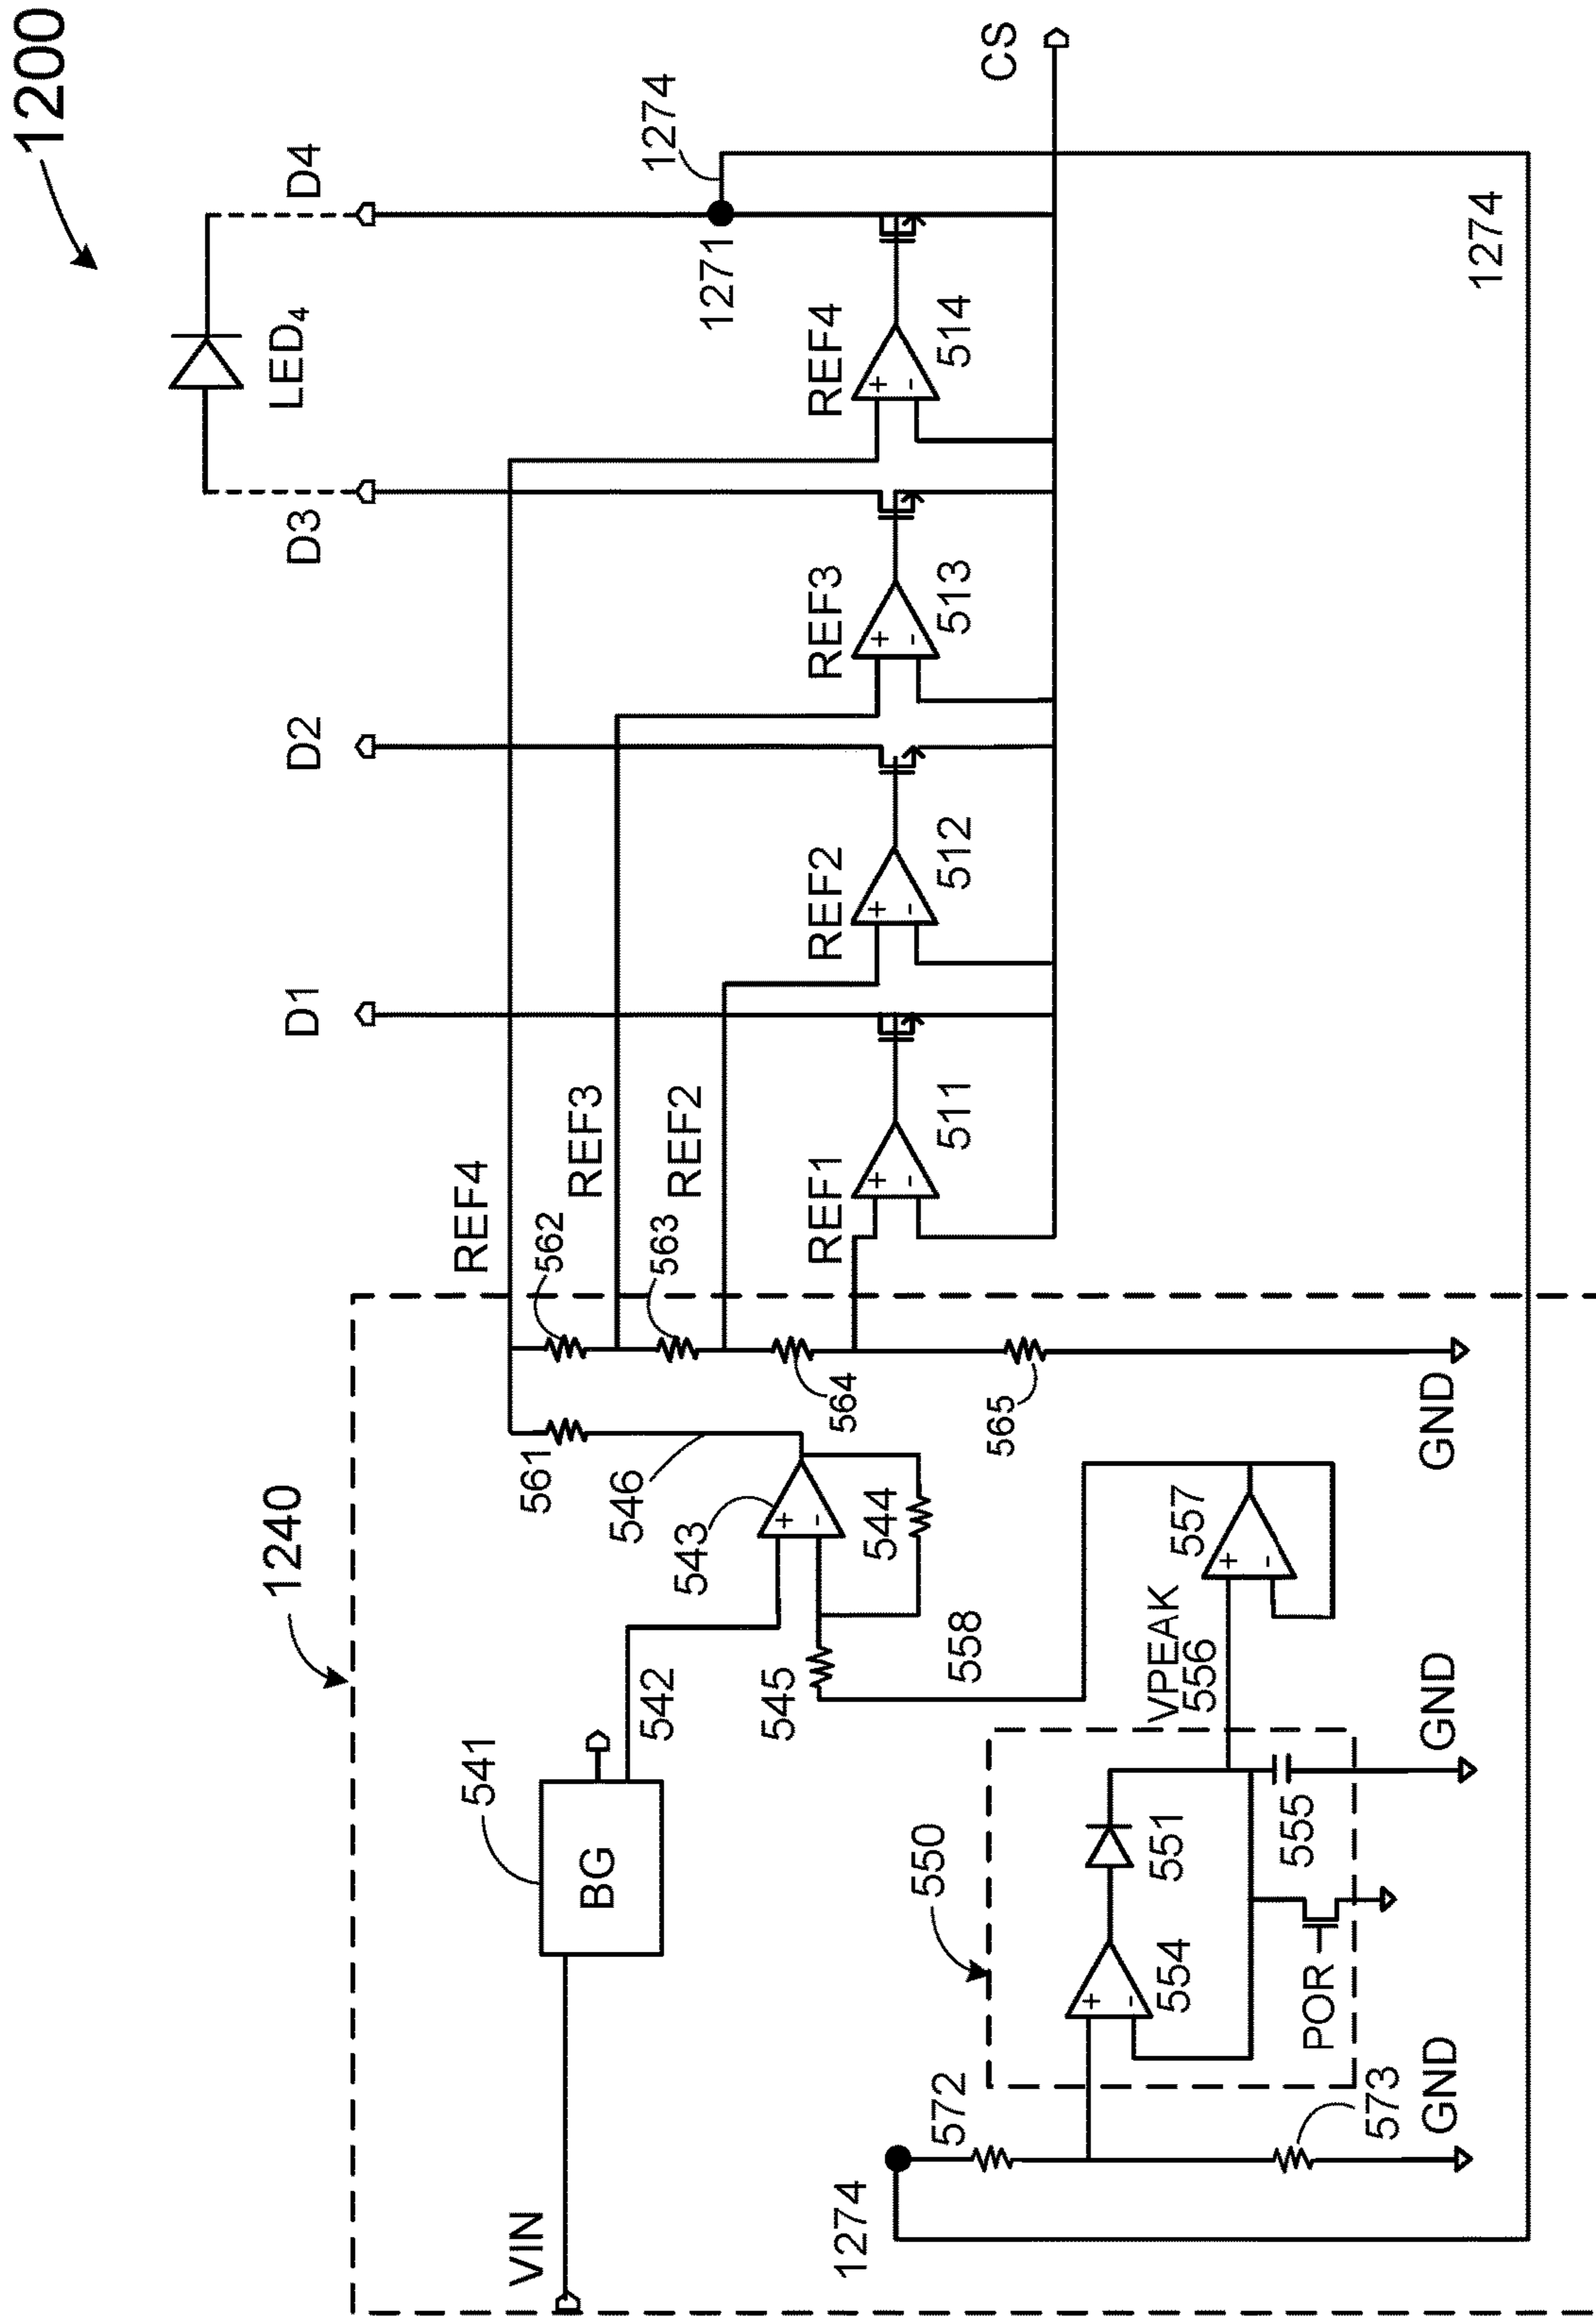 1200
1240
VIN
541
BG
542
543
+
-
544
545
546
561
REF4
562
REF3
563
REF2
564
REF1
565
GND
558
557
+
-
VPEAK
556
550
551
554
+
-
555
POR
GND
572
573
GND
1274
D1
D2
D3
D4
LED4
511
+
-
REF2
512
+
-
REF3
513
+
-
REF4
514
+
-
1271
1274
CS
1274